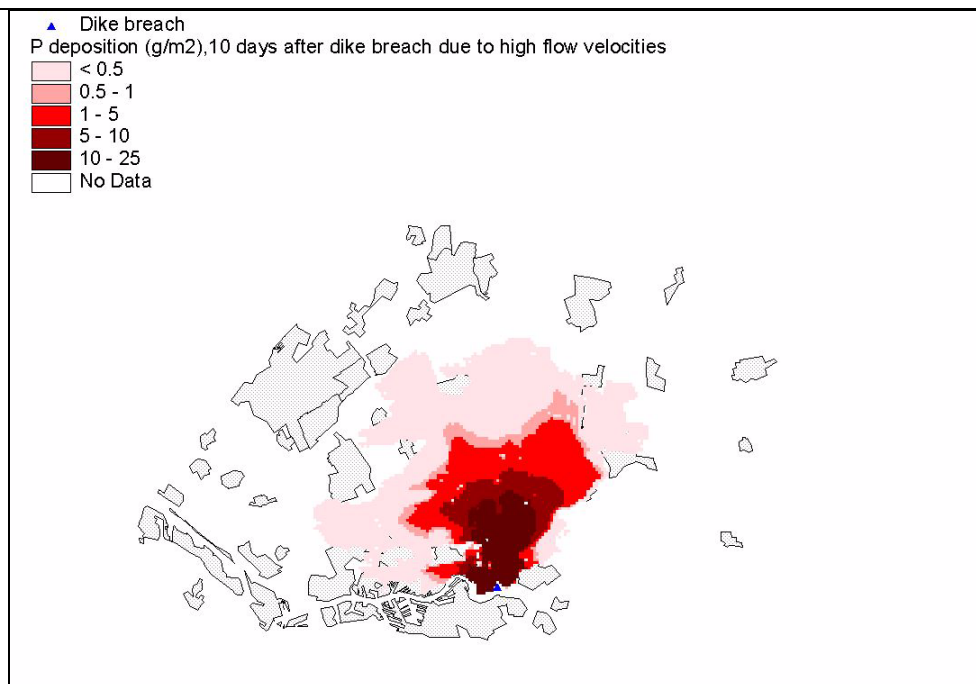 Dike breach
P deposition (g/m2),10 days after dike breach due to high flow velocities
< 0.5
0.5 - 1
1 - 5
5 - 10
10 - 25
No Data